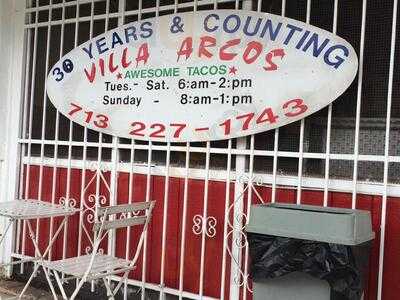 30 YEARS & COUNTING
VILLA ARCOS
★AWESOME TACOS★
Tues.- Sat. 6:am-2:pm
Sunday - 8:am-1:pm
713 227-1743